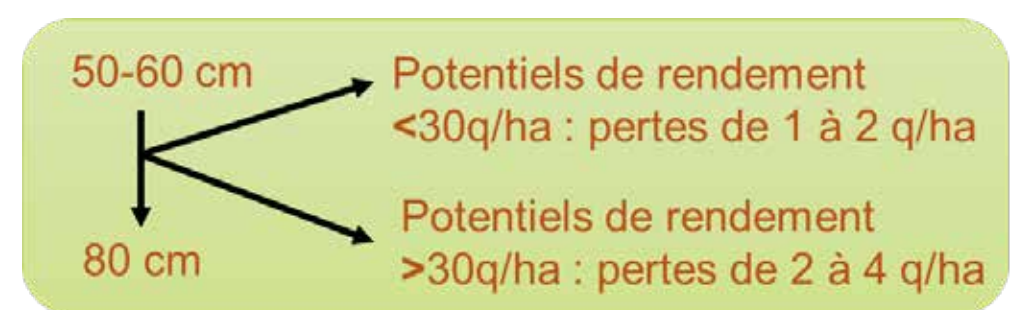 50-60 cm
80 cm
Potentiels de rendement
<30q/ha : pertes de 1 à 2 q/ha
Potentiels de rendement
>30q/ha : pertes de 2 à 4 q/ha